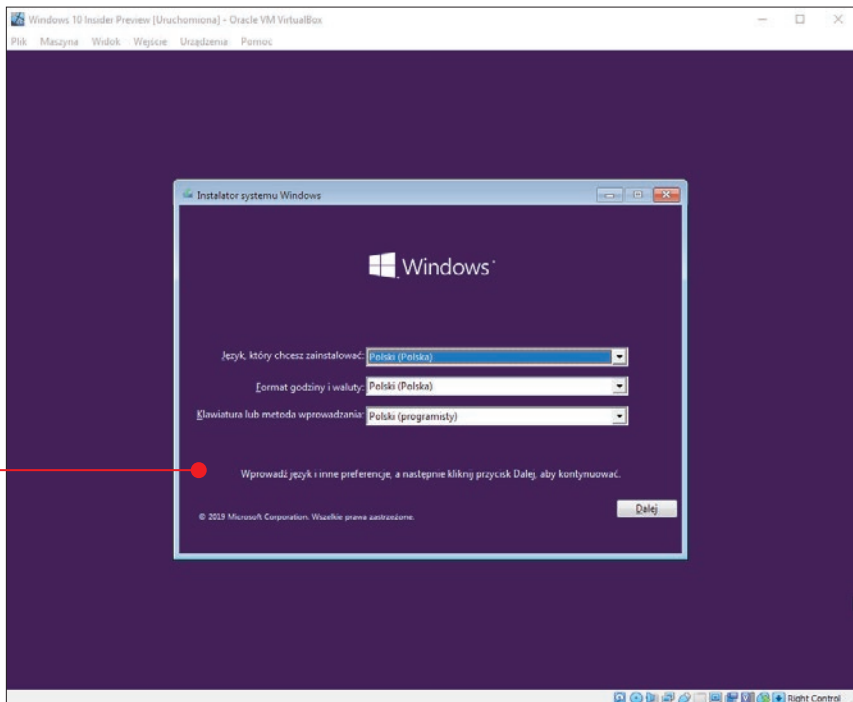 Windows 10 Insider Preview [Uruchomiona] - Oracle VM VirtualBox
Plik Maszyna Widok Wejście Urządzenia Pomoc
Instalator systemu Windows
Windows
Język, który chcesz zainstalować: Polski (Polska)
Format godziny i waluty: Polski (Polska)
Klawiatura lub metoda wprowadzania: Polski (programisty)
Wprowadź język i inne preferencje, a następnie kliknij przycisk Dalej, aby kontynuować.
© 2019 Microsoft Corporation. Wszelkie prawa zastrzeżone.
Dalej
Right Control